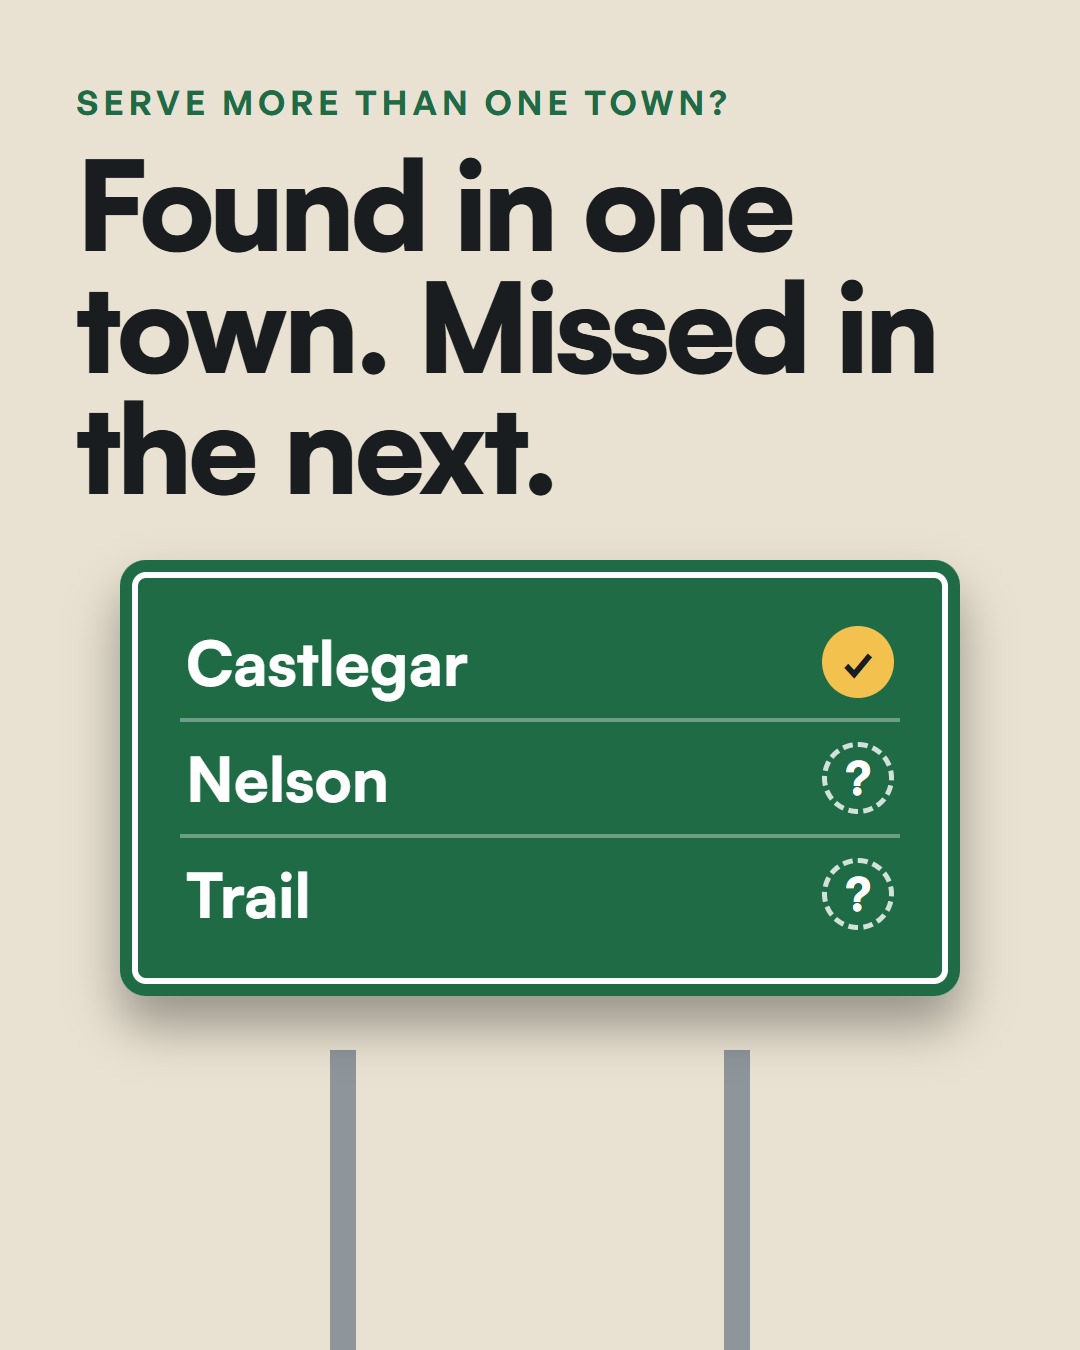 SERVE MORE THAN ONE TOWN?
Found in one
town. Missed in
the next.
Castlegar
Nelson
?
Trail
?